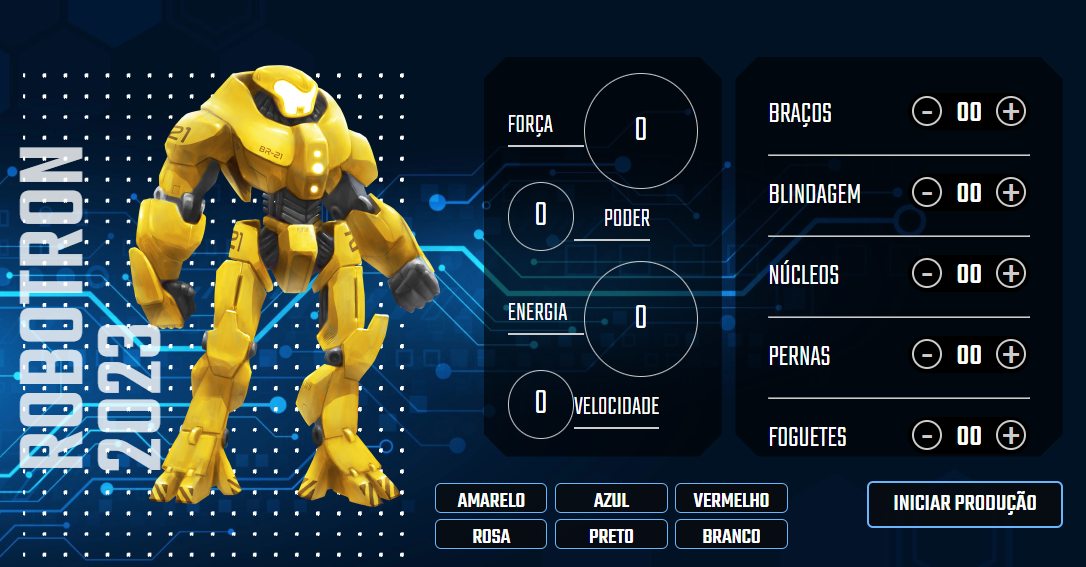 ROBOTRON
2023
21
BR-21
21
FORÇA
0
0
PODER
ENERGIA
0
0
VELOCIDADE
BRAÇOS - 00 +
BLINDAGEM - 00 +
NÚCLEOS - 00 +
PERNAS - 00 +
FOGUETES - 00 +
AMARELO AZUL VERMELHO
ROSA PRETO BRANCO
INICIAR PRODUÇÃO